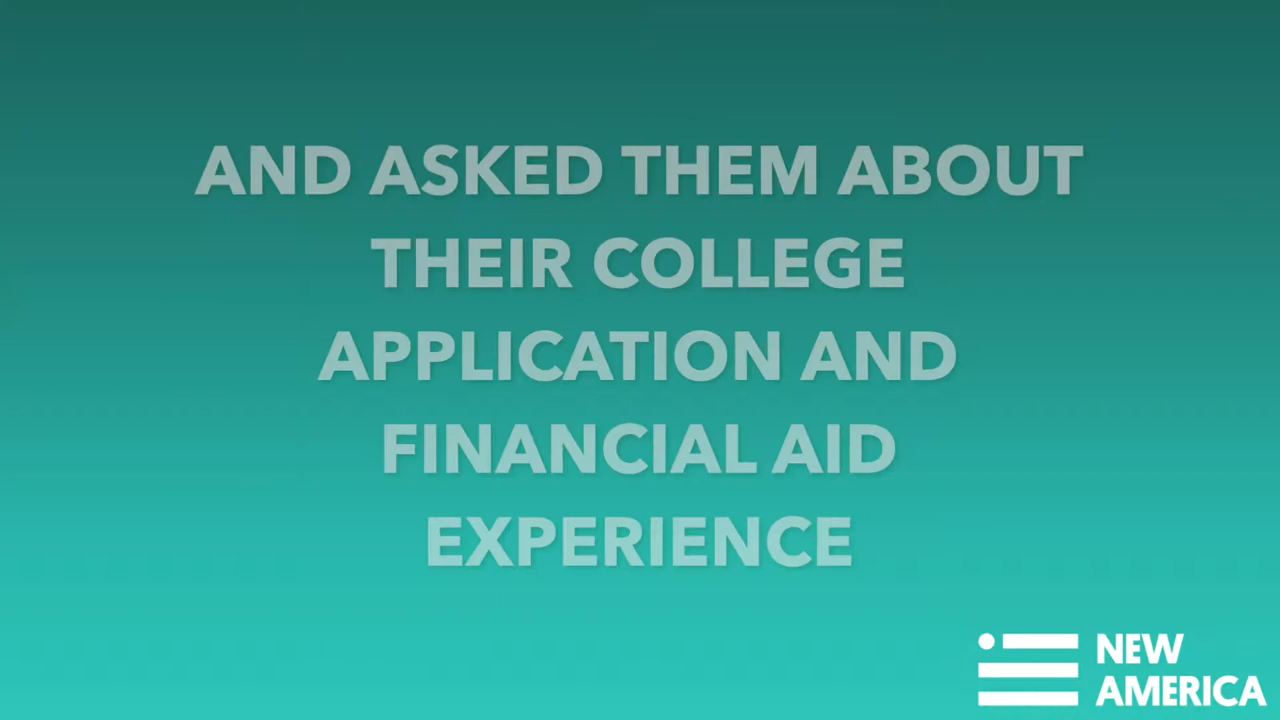 AND ASKED THEM ABOUT
THEIR COLLEGE
APPLICATION AND
FINANCIAL AID
EXPERIENCE
NEW
AMERICA